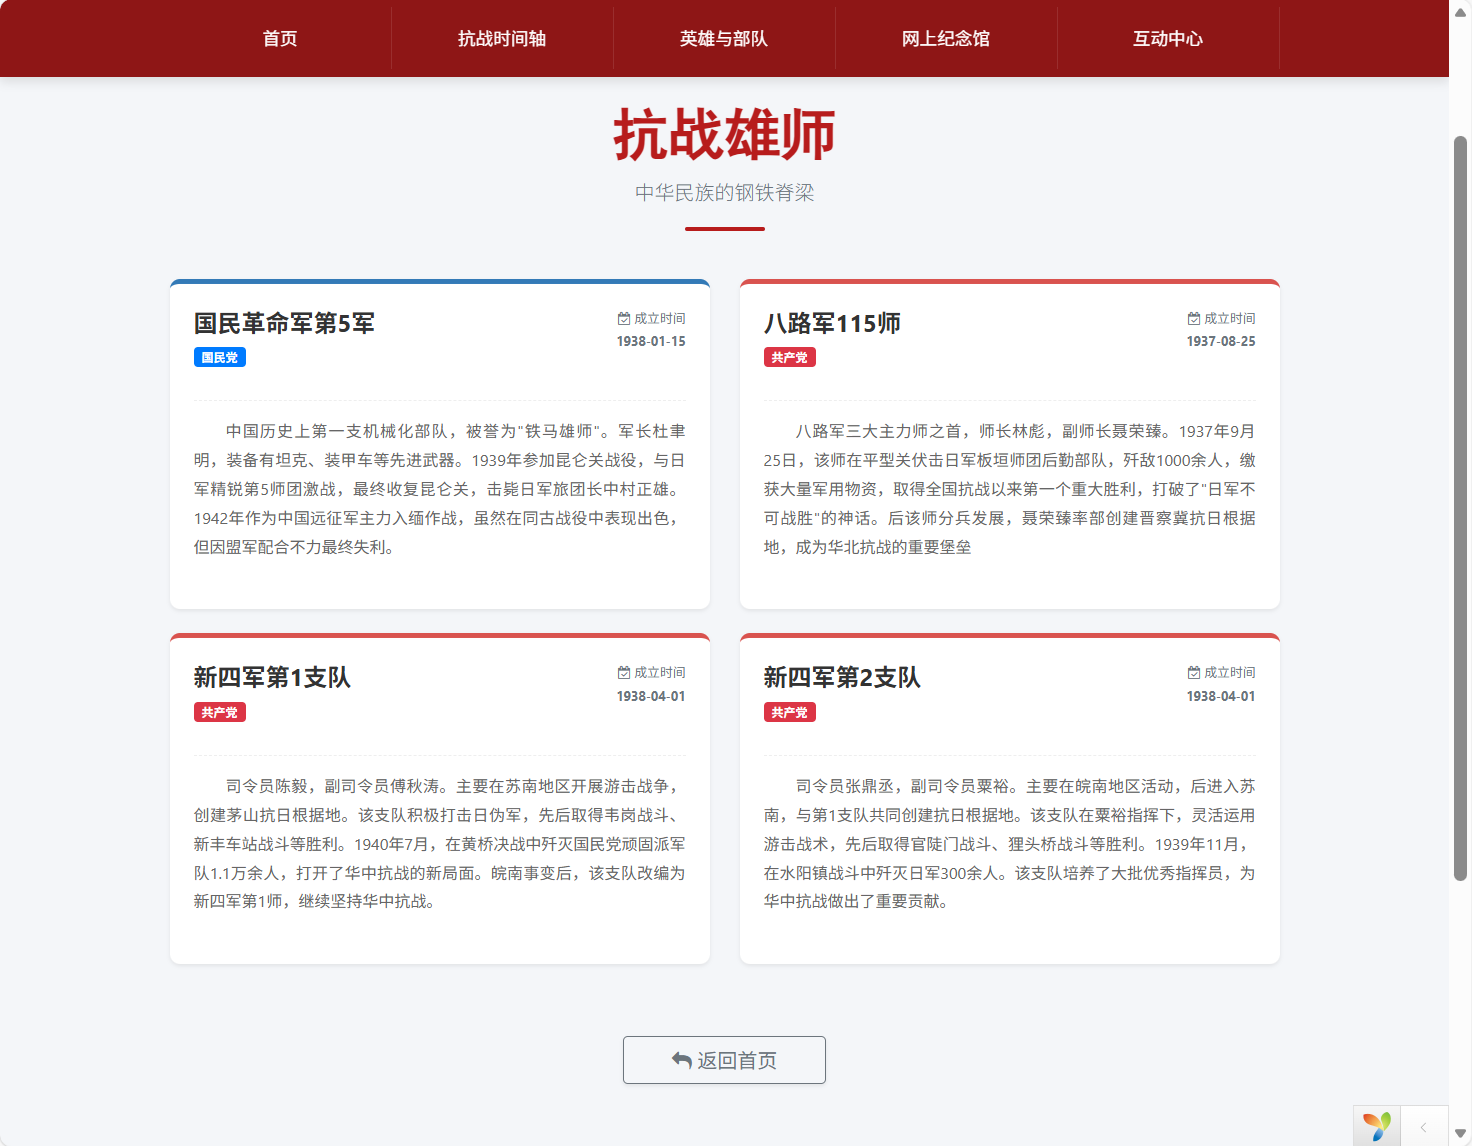 首页
抗战时间轴
英雄与部队
网上纪念馆
互动中心
抗战雄师
中华民族的钢铁脊梁
国民革命军第5军
成立时间
国民党
1938-01-15
中国历史上第一支机械化部队，被誉为"铁马雄师"。军长杜聿
明，装备有坦克、装甲车等先进武器。1939年参加昆仑关战役，与日
军精锐第5师团激战，最终收复昆仑关，击毙日军旅团长中村正雄。
1942年作为中国远征军主力入缅作战，虽然在同古战役中表现出色，
但因盟军配合不力最终失利。
八路军115师
成立时间
共产党
1937-08-25
八路军三大主力师之首，师长林彪，副师长聂荣臻。1937年9月
25日，该师在平型关伏击日军板垣师团后勤部队，歼敌1000余人，缴
获大量军用物资，取得全国抗战以来第一个重大胜利，打破了"日军不
可战胜"的神话。后该师分兵发展，聂荣臻率部创建晋察冀抗日根据
地，成为华北抗战的重要堡垒
新四军第1支队
成立时间
共产党
1938-04-01
司令员陈毅，副司令员傅秋涛。主要在苏南地区开展游击战争，
创建茅山抗日根据地。该支队积极打击日伪军，先后取得韦岗战斗、
新丰车站战斗等胜利。1940年7月，在黄桥决战中歼灭国民党顽固派军
队1.1万余人，打开了华中抗战的新局面。皖南事变后，该支队改编为
新四军第1师，继续坚持华中抗战。
新四军第2支队
成立时间
共产党
1938-04-01
司令员张鼎丞，副司令员粟裕。主要在皖南地区活动，后进入苏
南，与第1支队共同创建抗日根据地。该支队在粟裕指挥下，灵活运用
游击战术，先后取得官陡门战斗、狸头桥战斗等胜利。1939年11月，
在水阳镇战斗中歼灭日军300余人。该支队培养了大批优秀指挥员，为
华中抗战做出了重要贡献。
返回首页